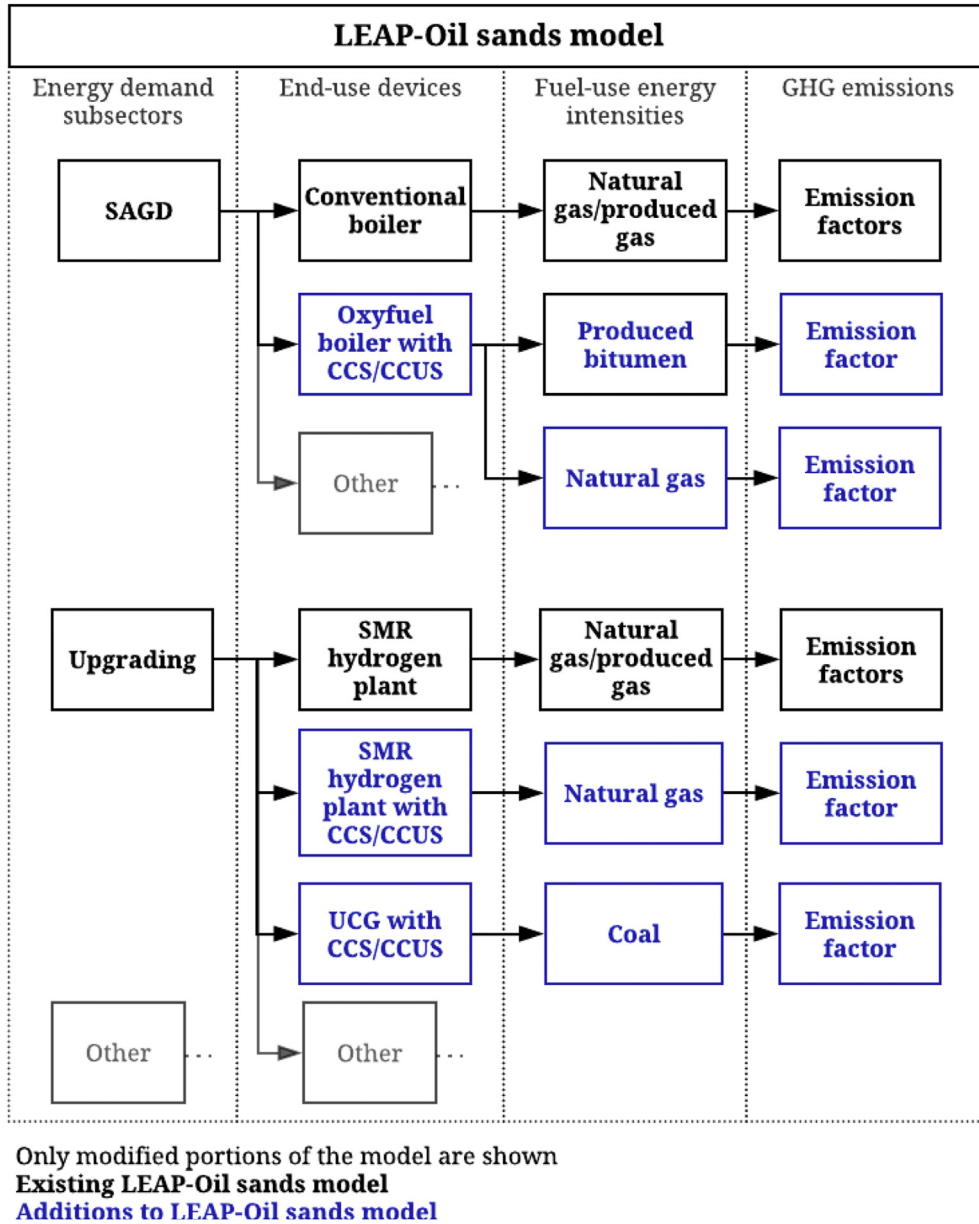 LEAP-Oil sands model
Energy demand
subsectors
End-use devices
Fuel-use energy
intensities
GHG emissions
SAGD
Conventional
boiler
Natural
gas/produced
gas
Emission
factors
Oxyfuel
boiler with
CCS/CCUS
Produced
bitumen
Emission
factor
Other
...
Natural gas
Emission
factor
Upgrading
SMR
hydrogen
plant
Natural
gas/produced
gas
Emission
factors
SMR
hydrogen
plant with
CCS/CCUS
Natural gas
Emission
factor
UCG with
CCS/CCUS
Coal
Emission
factor
Other
...
Other
...
Only modified portions of the model are shown
Existing LEAP-Oil sands model
Additions to LEAP-Oil sands model